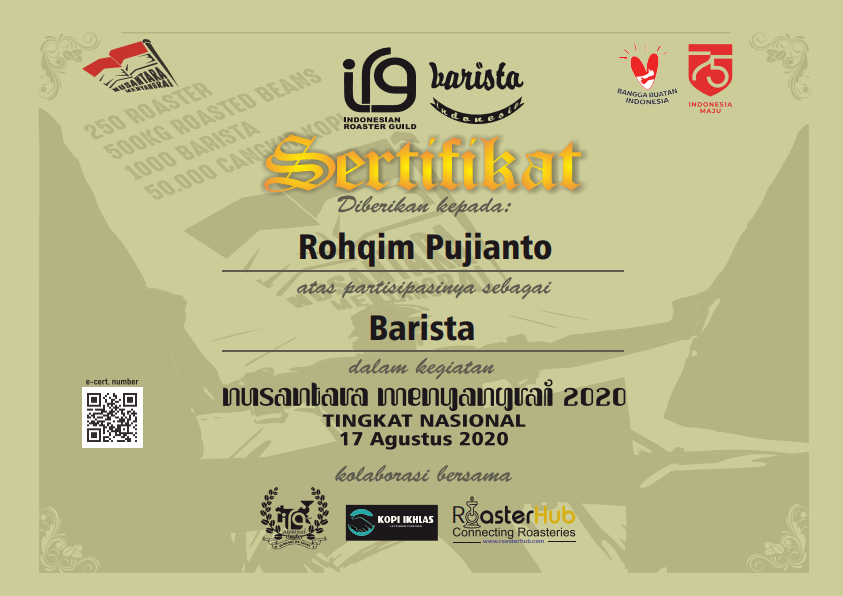 NUSANTARA
MENYANGRAI
irg
INDONESIAN
ROASTER GUILD
barista
indonesia
BANGGA BUATAN
INDONESIA
75
INDONESIA
MAJU
250 ROASTER
500KG ROASTED BEANS
1000 BARISTA
50.000 CANGKIR KOPI
Sertifikat
Diberikan kepada:
Rohqim Pujianto
atas partisipasinya sebagai
Barista
dalam kegiatan
nusantara menyangrai 2020
TINGKAT NASIONAL
17 Agustus 2020
e-cert. number
kolaborasi bersama
KOPI IKHLAS
RoasterHub
Connecting Roasteries
www.roasterhub.com